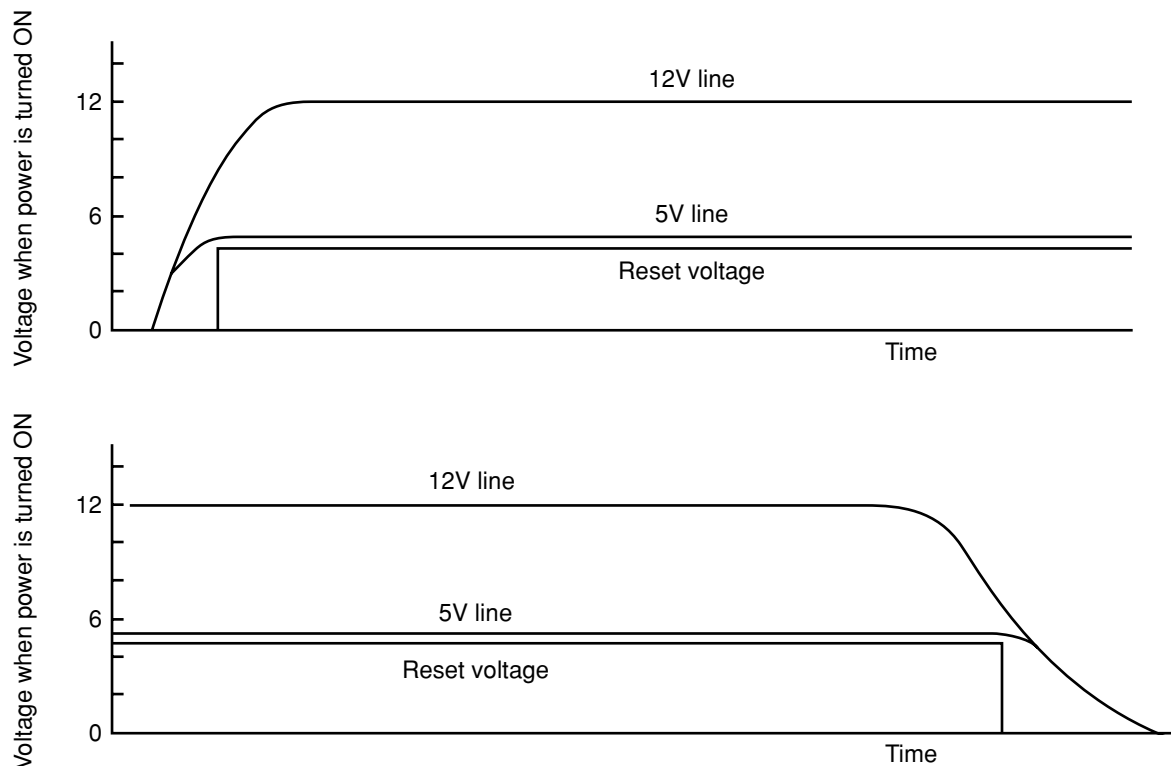 Voltage when power is turned ON
12
6
0
12V line
5V line
Reset voltage
Time
Voltage when power is turned ON
12
6
0
12V line
5V line
Reset voltage
Time